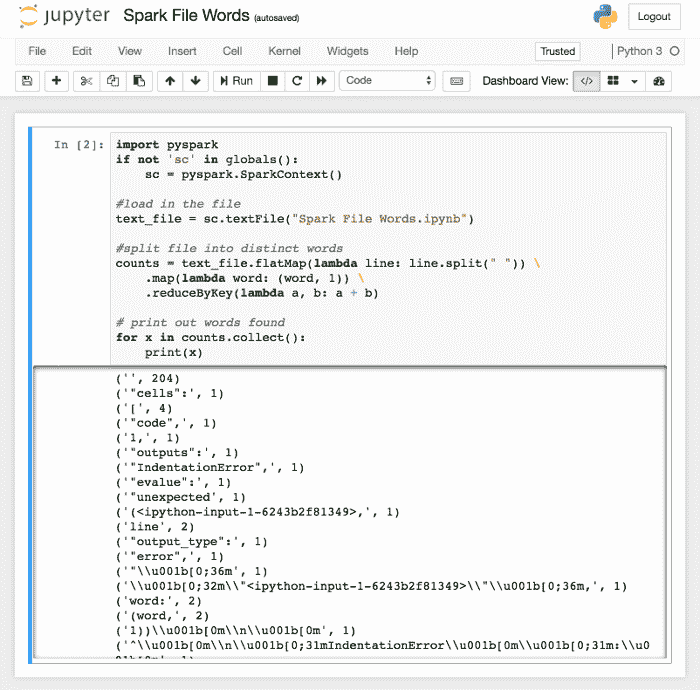 jupyter Spark File Words (autosaved) Logout
File Edit View Insert Cell Kernel Widgets Help Trusted Python 3
Run Code Dashboard View: </>
In [2]: import pyspark
if not 'sc' in globals():
    sc = pyspark.SparkContext()
#load in the file
text_file = sc.textFile("Spark File Words.ipynb")
#split file into distinct words
counts = text_file.flatMap(lambda line: line.split(" ")) \
    .map(lambda word: (word, 1)) \
    .reduceByKey(lambda a, b: a + b)
# print out words found
for x in counts.collect():
    print(x)
('', 204)
('"cells":', 1)
('[', 4)
('"code",', 1)
('1,', 1)
('"outputs":', 1)
('"IndentationError",', 1)
('"evalue":', 1)
('"unexpected', 1)
('(<ipython-input-1-6243b2f81349>,', 1)
('line', 2)
('"output_type":', 1)
('"error",', 1)
('"\\u001b[0;36m', 1)
('\\u001b[0;32m\\"<ipython-input-1-6243b2f81349>\\"\\u001b[0;36m,', 1)
('word:', 2)
('(word,', 2)
('1))\\u001b[0m\\n\\u001b[0m', 1)
('^\\u001b[0m\\n\\u001b[0;31mIndentationError\\u001b[0m\\u001b[0;31m:\\u0